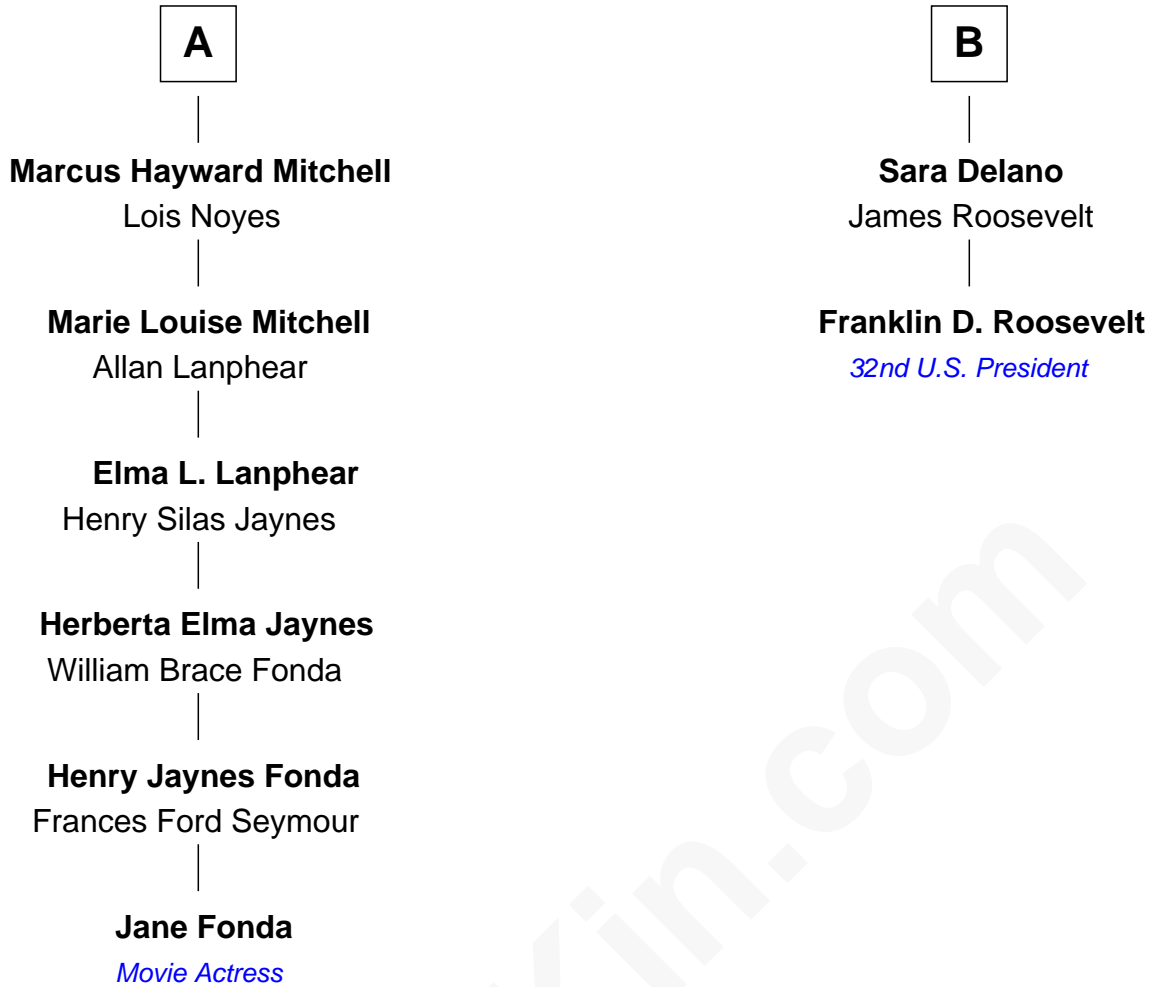 A
Marcus Hayward Mitchell
Lois Noyes
Marie Louise Mitchell
Allan Lanphear
Elma L. Lanphear
Henry Silas Jaynes
Herberta Elma Jaynes
William Brace Fonda
Henry Jaynes Fonda
Frances Ford Seymour
Jane Fonda
Movie Actress
B
Sara Delano
James Roosevelt
Franklin D. Roosevelt
32nd U.S. President